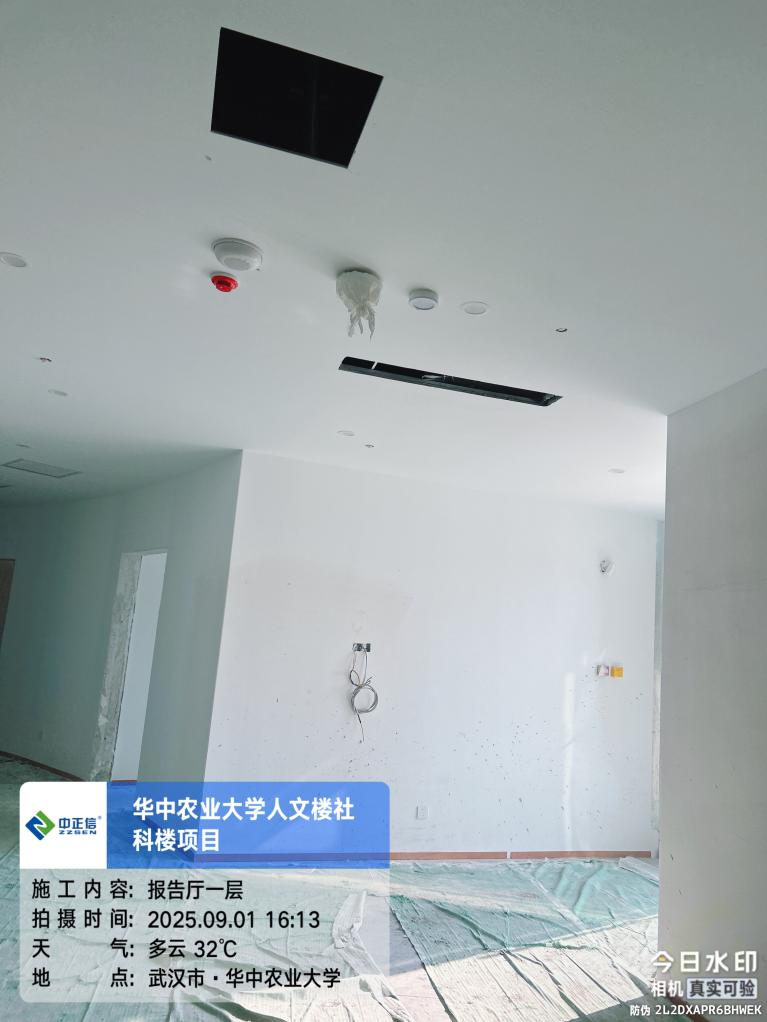 中正信®
ZZSEN
华中农业大学人文楼社
科楼项目
施工内容: 报告厅一层
拍摄时间: 2025.09.01 16:13
天气: 多云 32℃
地点: 武汉市·华中农业大学
今日水印
相机 真实可验
防伪 2L2DXAPR6BHWEK